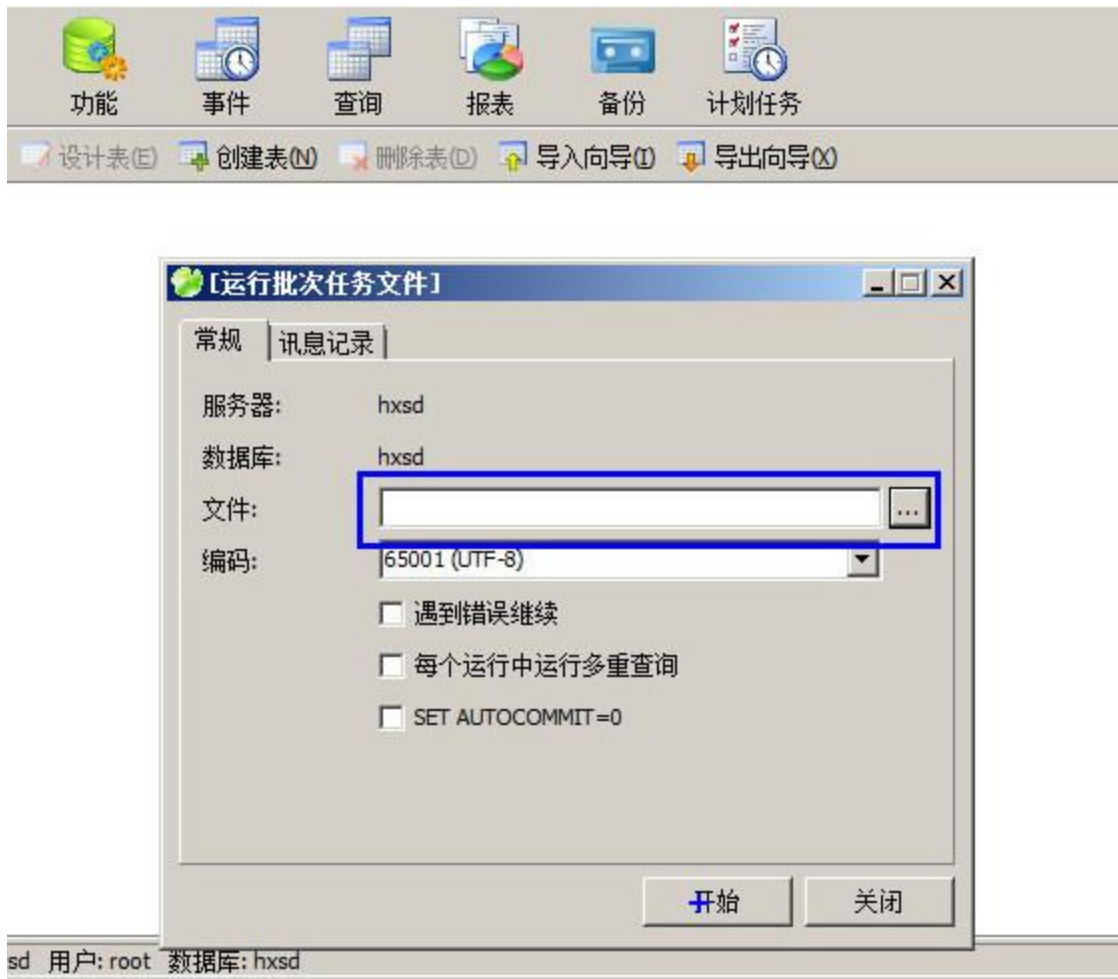 功能 事件 查询 报表 备份 计划任务
设计表(E) 创建表(N) 删除表(D) 导入向导(I) 导出向导(X)
[运行批次任务文件]
常规 讯息记录
服务器: hxsd
数据库: hxsd
文件: ...
编码: 65001 (UTF-8)
遇到错误继续
每个运行中运行多重查询
SET AUTOCOMMIT=0
开始 关闭
sd 用户: root 数据库: hxsd